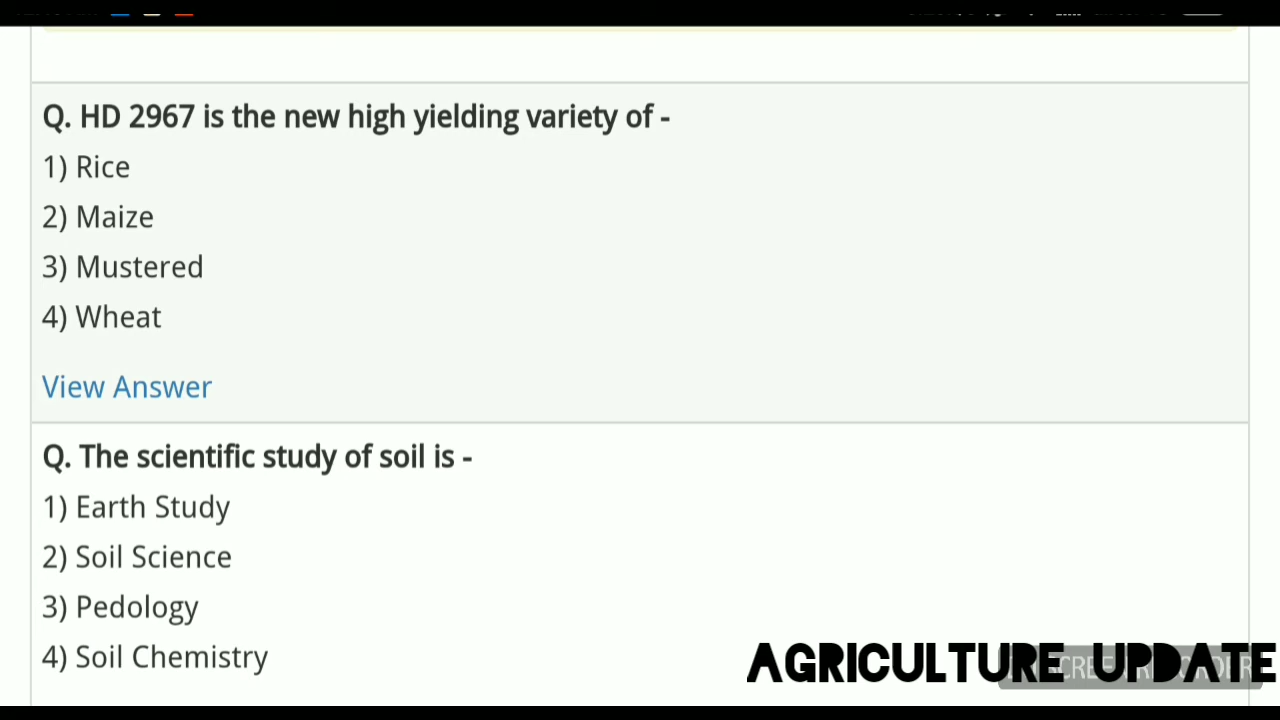 Q. HD 2967 is the new high yielding variety of -
1) Rice
2) Maize
3) Mustered
4) Wheat
View Answer
Q. The scientific study of soil is -
1) Earth Study
2) Soil Science
3) Pedology
4) Soil Chemistry
AGRICULTURE UPDATE